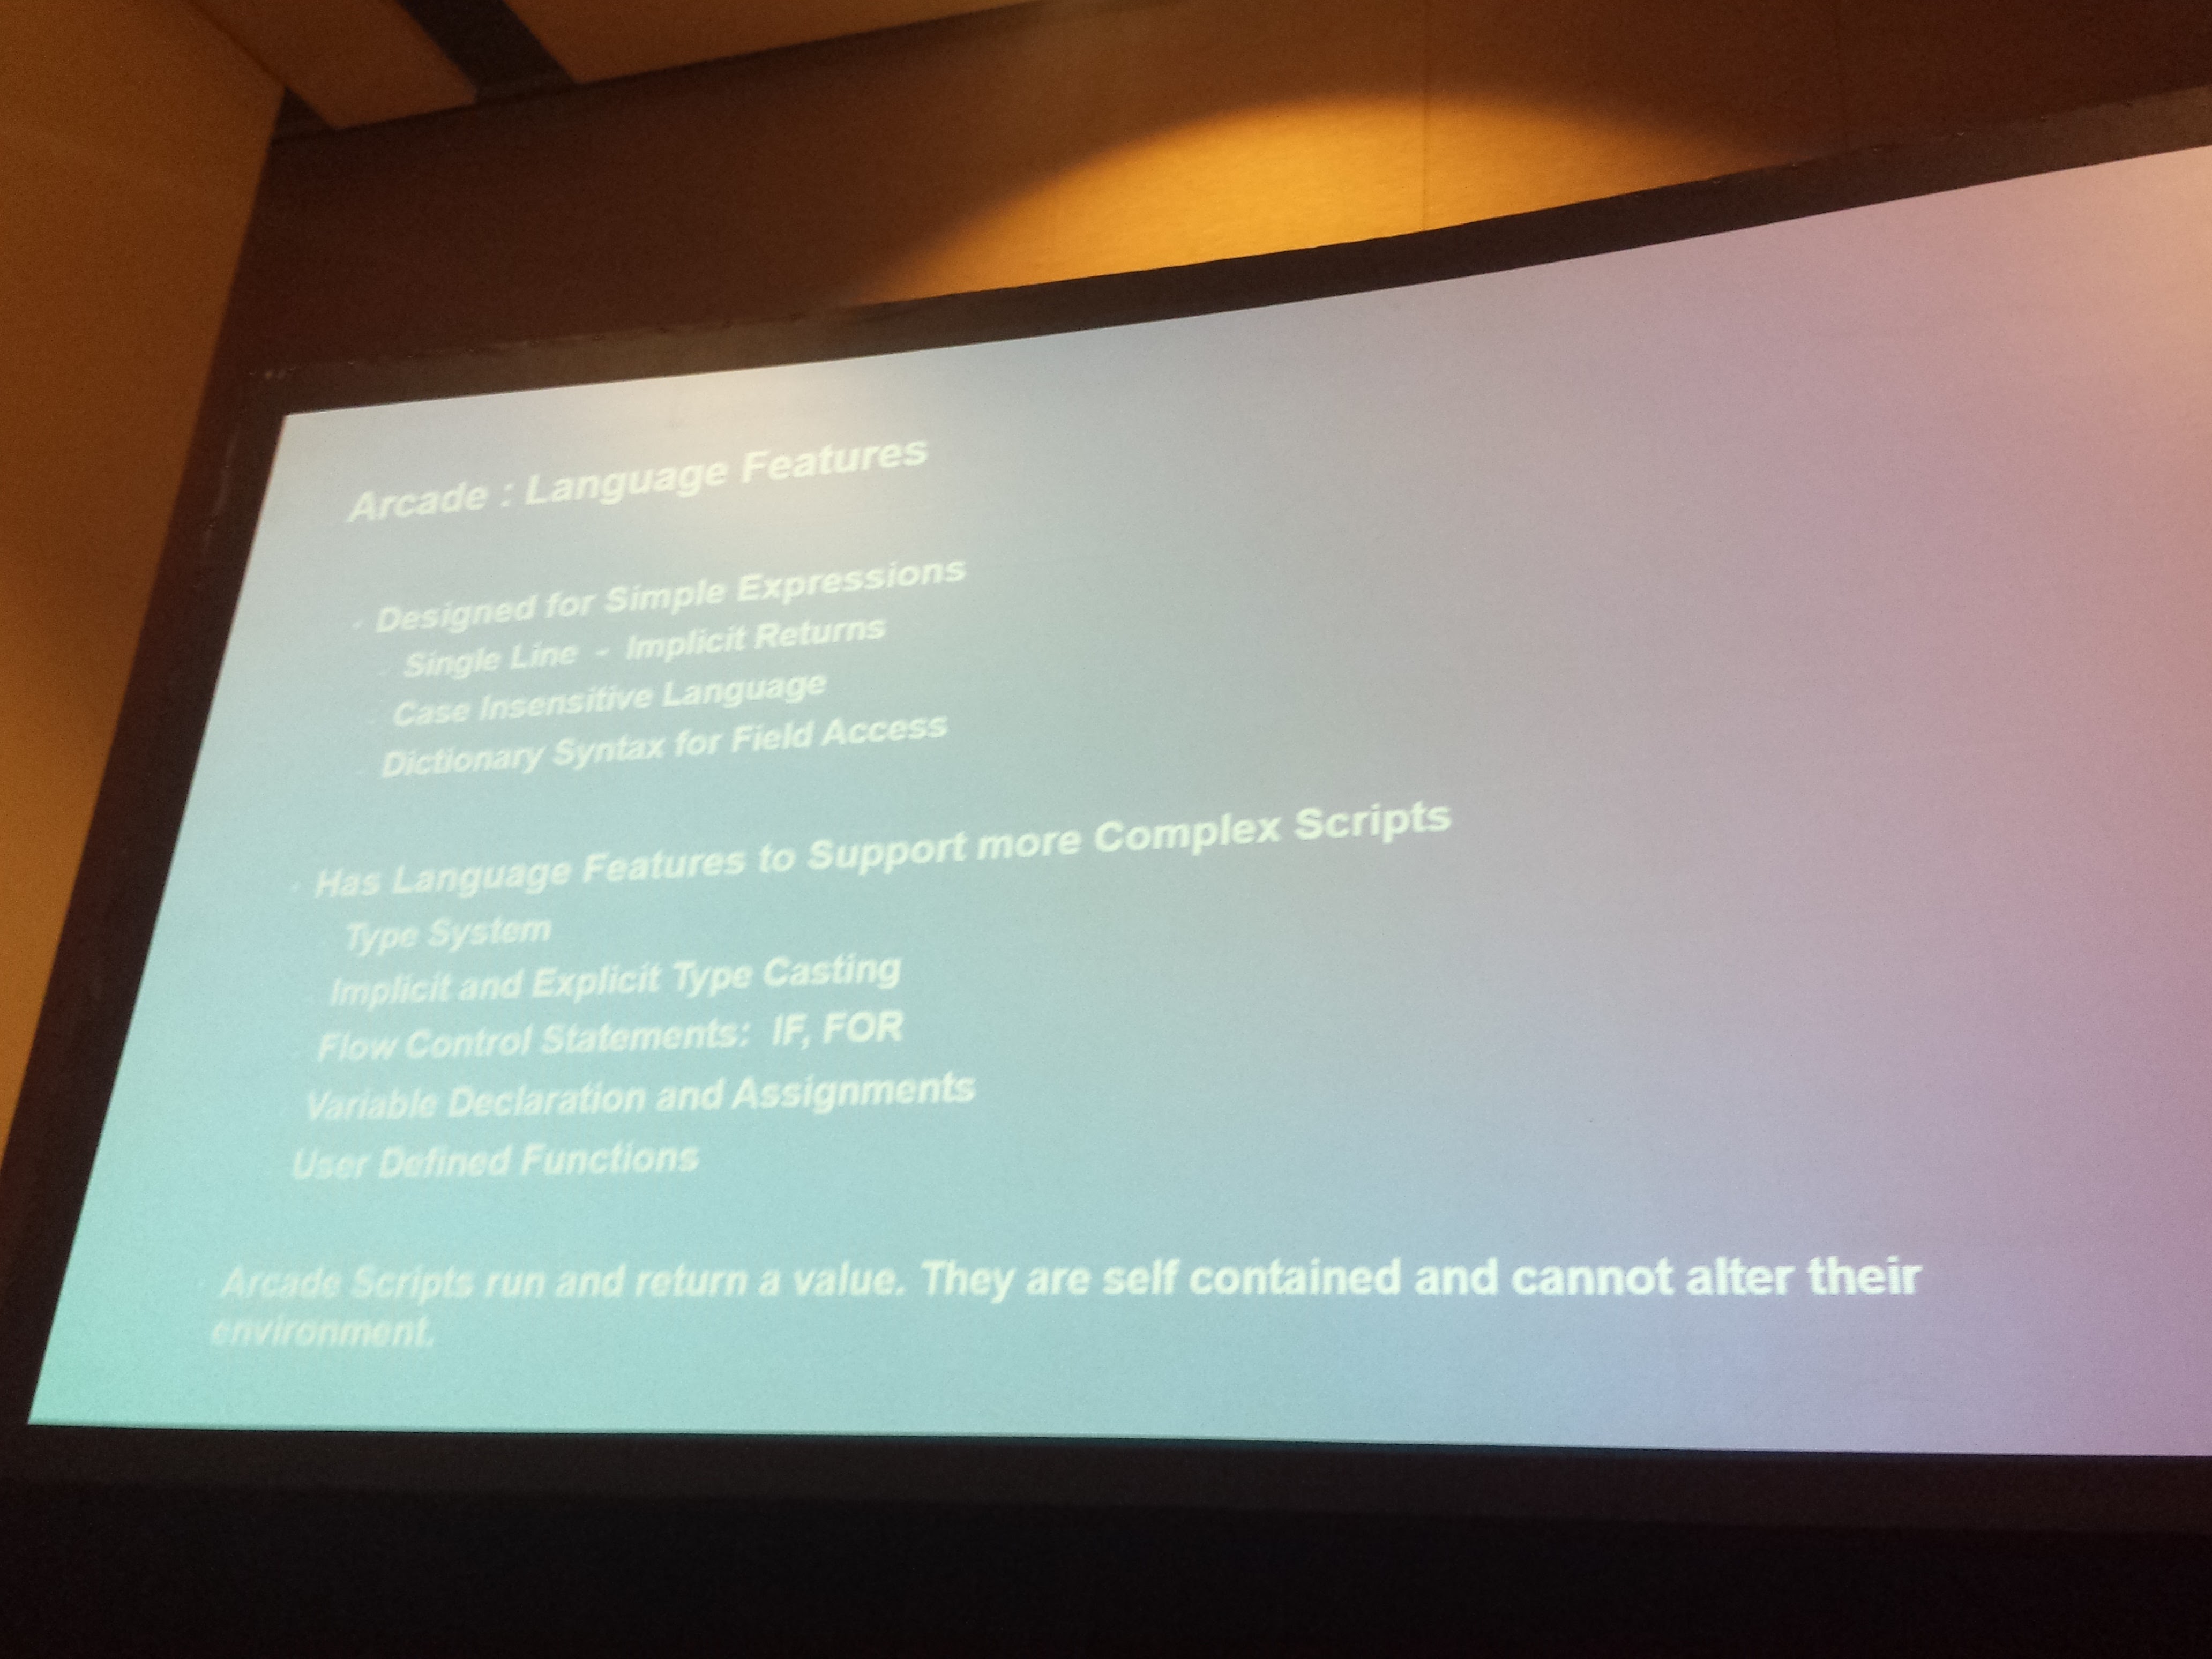 Arcade : Language Features
Designed for Simple Expressions
Single Line - Implicit Returns
Case Insensitive Language
Dictionary Syntax for Field Access
Has Language Features to Support more Complex Scripts
Type System
Implicit and Explicit Type Casting
Flow Control Statements: IF, FOR
Variable Declaration and Assignments
User Defined Functions
Arcade Scripts run and return a value. They are self contained and cannot alter their
environment.